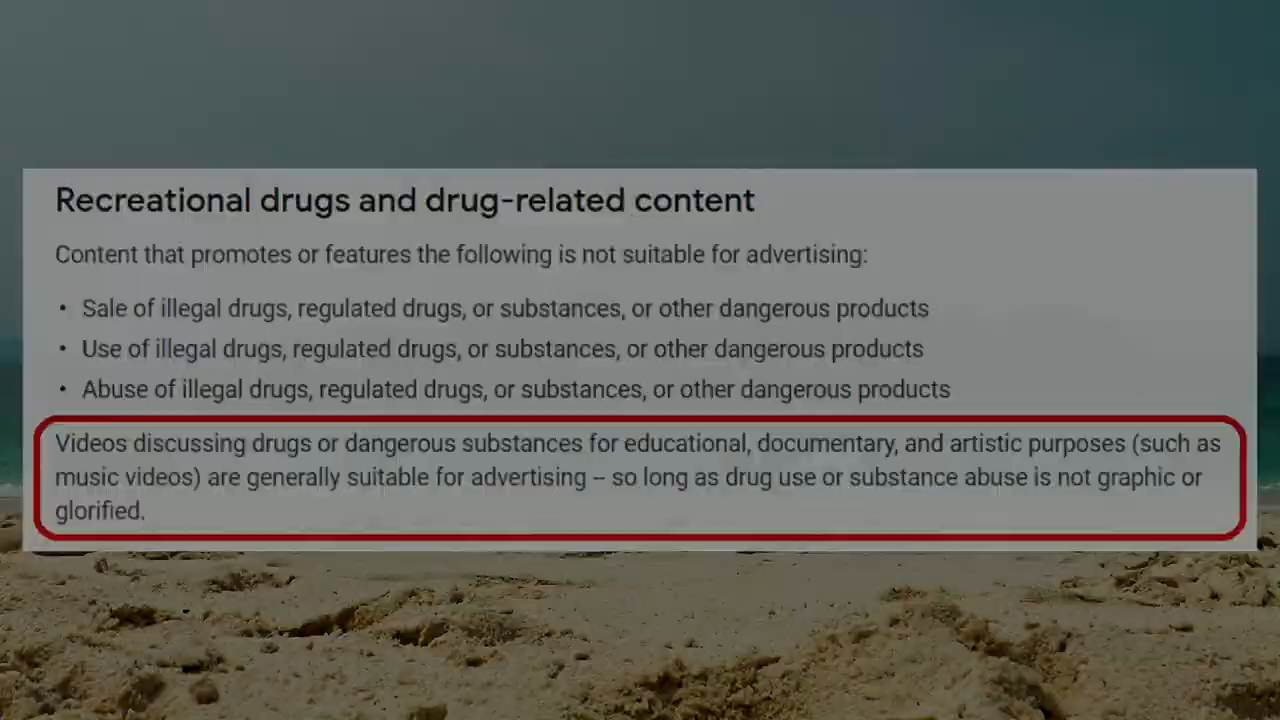 Recreational drugs and drug-related content
Content that promotes or features the following is not suitable for advertising:
• Sale of illegal drugs, regulated drugs, or substances, or other dangerous products
• Use of illegal drugs, regulated drugs, or substances, or other dangerous products
• Abuse of illegal drugs, regulated drugs, or substances, or other dangerous products
Videos discussing drugs or dangerous substances for educational, documentary, and artistic purposes (such as
music videos) are generally suitable for advertising – so long as drug use or substance abuse is not graphic or
glorified.